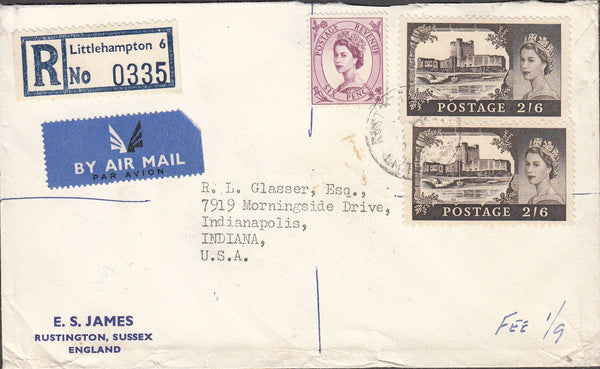 R
Littlehampton 6
No 0335
POSTAGE REVENUE
SIX PENCE
POSTAGE 2/6
POSTAGE 2/6
BY AIR MAIL
PAR AVION
R. L. Glasser, Esq.,
7919 Morningside Drive,
Indianapolis,
INDIANA,
U.S.A.
E. S. JAMES
RUSTINGTON, SUSSEX
ENGLAND
FEE 1/9